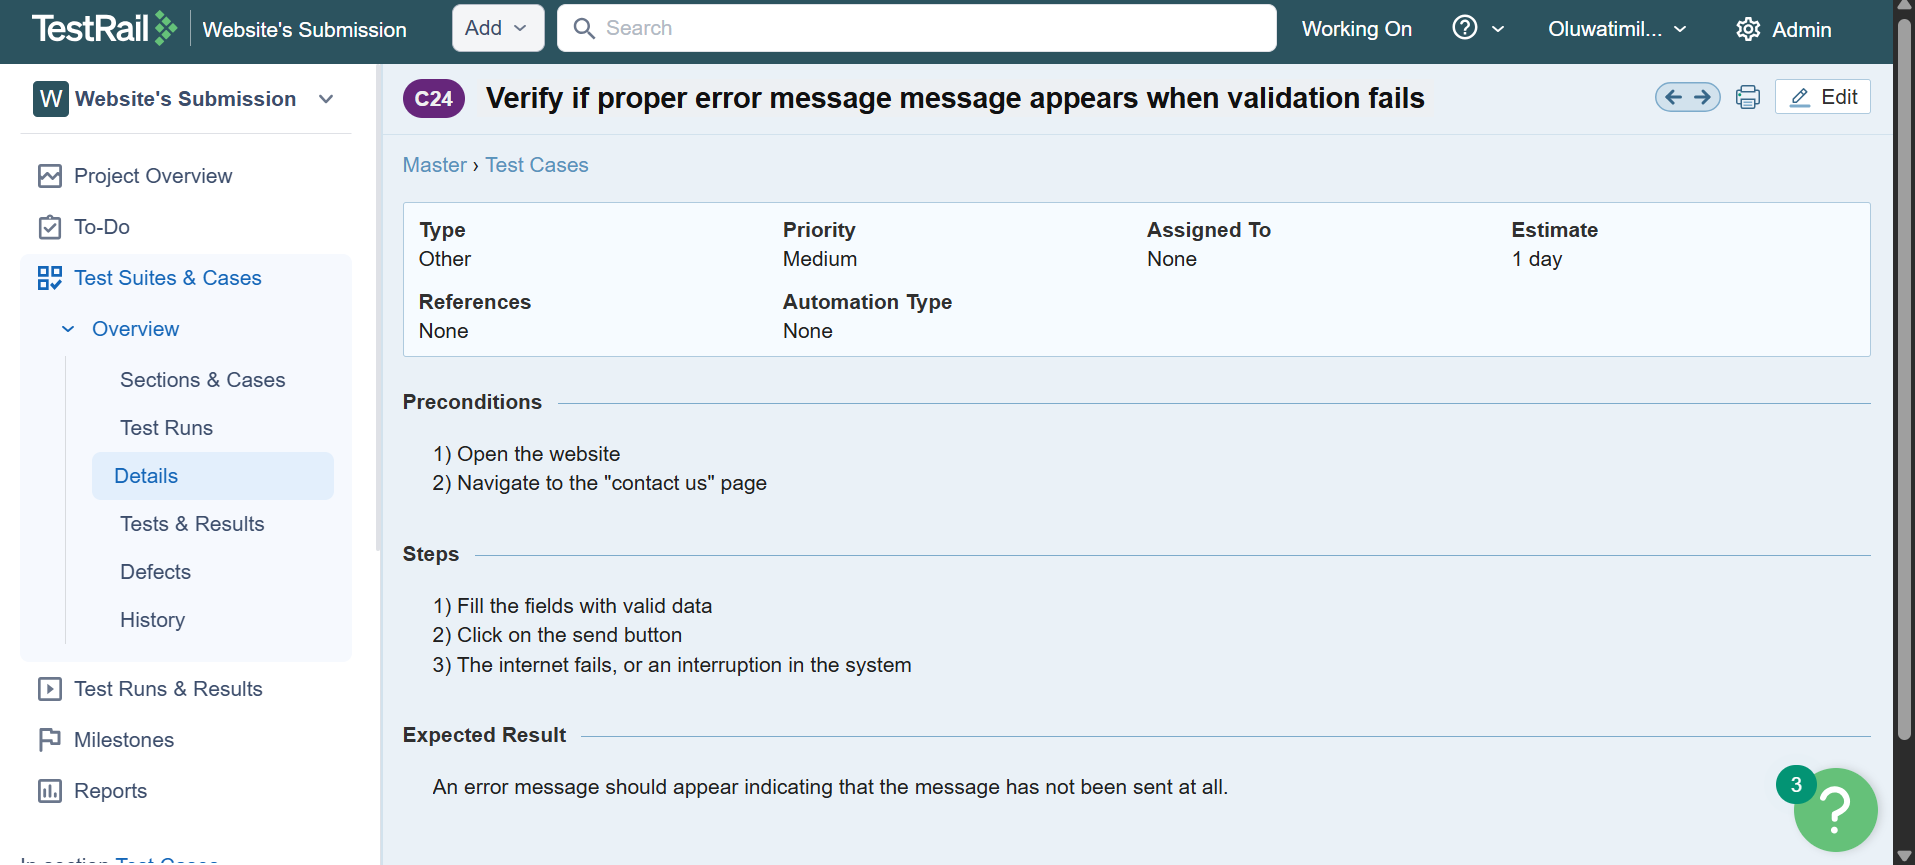 TestRail
Website's Submission
Add
Search
Working On
Oluwatimil...
Admin
W Website's Submission
Project Overview
To-Do
Test Suites & Cases
Overview
Sections & Cases
Test Runs
Details
Tests & Results
Defects
History
Test Runs & Results
Milestones
Reports
In section Test Cases
C24 Verify if proper error message message appears when validation fails
Edit
Master › Test Cases
Type Priority Assigned To Estimate
Other Medium None 1 day
References Automation Type
None None
Preconditions
1) Open the website
2) Navigate to the "contact us" page
Steps
1) Fill the fields with valid data
2) Click on the send button
3) The internet fails, or an interruption in the system
Expected Result
An error message should appear indicating that the message has not been sent at all.
3
?